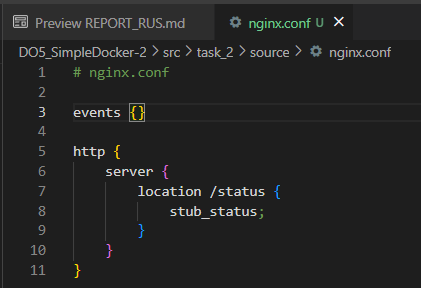 Preview REPORT_RUS.md
nginx.conf U
DO5_SimpleDocker-2 > src > task_2 > source > nginx.conf
1 # nginx.conf
2
3 events {}
4
5 http {
6 server {
7 location /status {
8 stub_status;
9 }
10 }
11 }